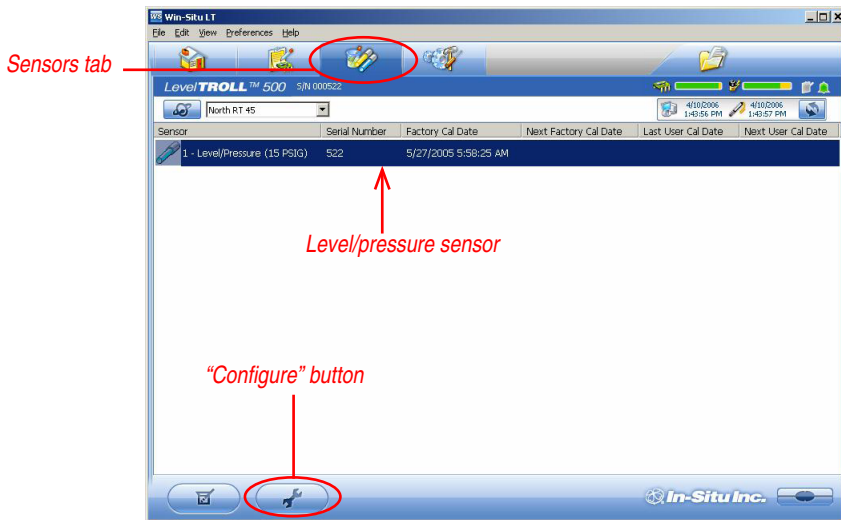 Win-Situ LT
File Edit View Preferences Help
Sensors tab
Level TROLL™ 500 S/N 000522
North RT 45
4/10/2006 1:43:56 PM
4/10/2006 1:43:57 PM
Sensor Serial Number Factory Cal Date Next Factory Cal Date Last User Cal Date Next User Cal Date
1 - Level/Pressure (15 PSIG) 522 5/27/2005 5:58:25 AM
Level/pressure sensor
“Configure” button
In-Situ Inc.